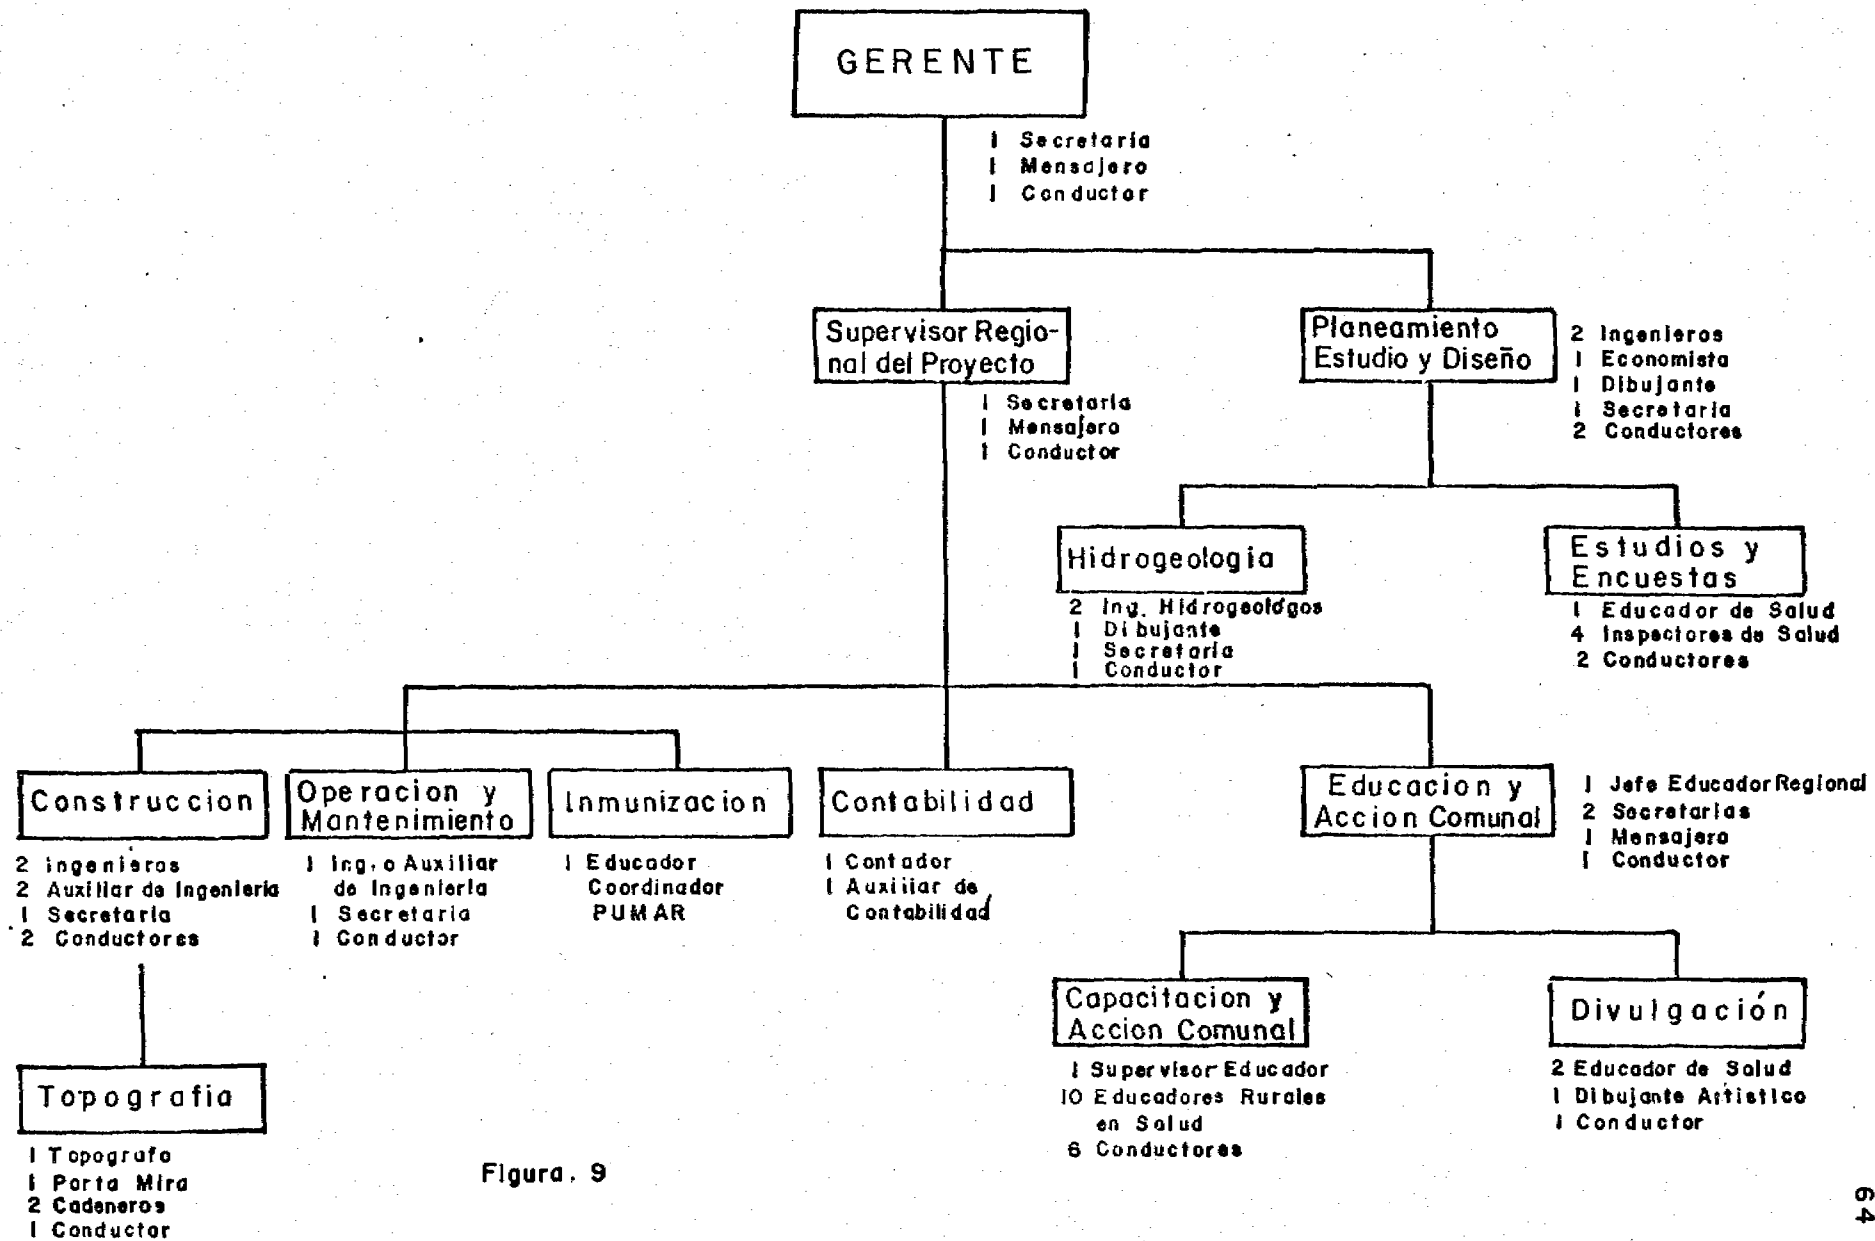 GERENTE
1 Secretaria
1 Mensajero
1 Conductor
Supervisor Regio-
nal del Proyecto
1 Secretaria
1 Mensajero
1 Conductor
Planeamiento
Estudio y Diseño
2 Ingenieros
1 Economista
1 Dibujante
1 Secretaria
2 Conductores
Hidrogeologia
2 Ing. Hidrogeológos
1 Dibujante
1 Secretaria
1 Conductor
Estudios y
Encuestas
1 Educador de Salud
4 Inspectores de Salud
2 Conductores
Construccion
2 ingenieros
2 Auxiliar de Ingenieria
1 Secretaria
2 Conductores
Operacion y
Mantenimiento
1 Ing. o Auxiliar
de Ingenieria
1 Secretaria
1 Conductor
Inmunizacion
1 Educador
Coordinador
PUMAR
Contabilidad
1 Contador
1 Auxiliar de
Contabilidad
Educacion y
Accion Comunal
1 Jefe Educador Regional
2 Secretarias
1 Mensajero
1 Conductor
Capacitacion y
Accion Comunal
1 Supervisor Educador
10 Educadores Rurales
en Salud
6 Conductores
Divulgación
2 Educador de Salud
1 Dibujante Artistico
1 Conductor
Topografia
1 Topografo
1 Porta Mira
2 Cadeneros
1 Conductor
Figura. 9
64